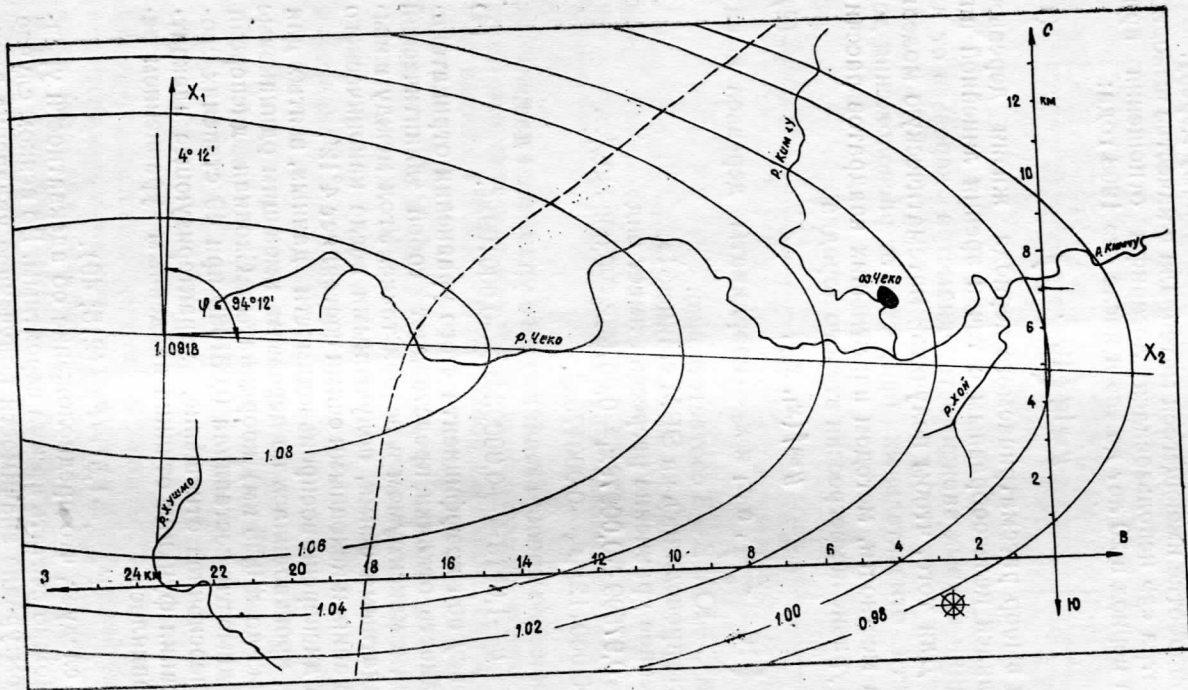 С
X₁
12
км
4°12'
р. Кимчу
10
8
р. Кимчу
оз. Чеко
φ = 94°12'
6
1.0918
р. Чеко
X₂
р. Хой
4
1.08
2
р. Хушмо
1.06
З
24 км
22
20
18
16
14
12
10
8
6
4
2
В
1.04
1.02
1.00
0.98
Ю